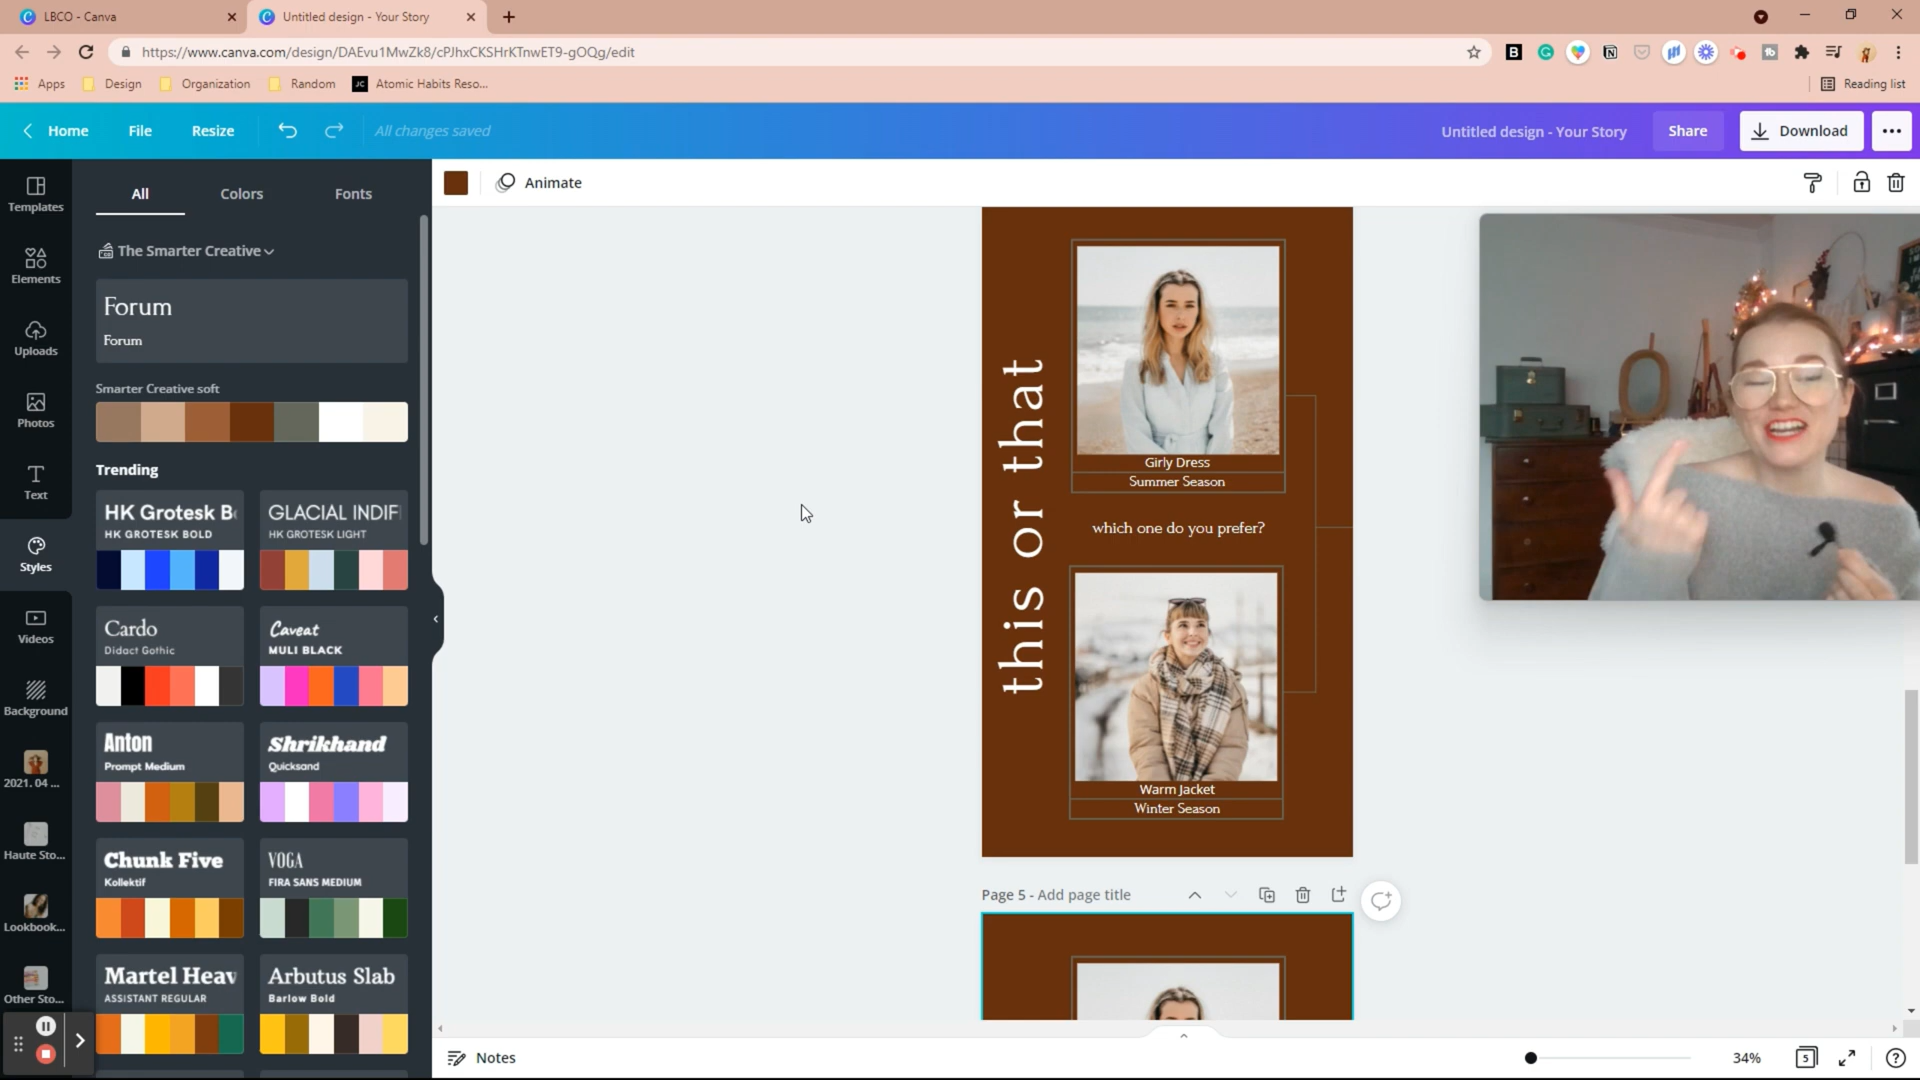 LBCO - Canva
Untitled design - Your Story
https://www.canva.com/design/DAEvu1MwZk8/cPJhxCKSHrKTnwET9-gOQg/edit
Apps
Design
Organization
Random
JC
Atomic Habits Reso...
Reading list
Home
File
Resize
All changes saved
Untitled design - Your Story
Share
Download
Templates
Elements
Uploads
Photos
Text
Styles
Videos
Background
2021. 04 ...
Haute Sto...
Lookbook...
Other Sto...
All
Colors
Fonts
The Smarter Creative
Forum
Forum
Smarter Creative soft
Trending
HK Grotesk B
HK GROTESK BOLD
GLACIAL INDIF
HK GROTESK LIGHT
Cardo
Didact Gothic
Caveat
MULI BLACK
Anton
Prompt Medium
Shrikhand
Quicksand
Chunk Five
Kollektif
VOGA
FIRA SANS MEDIUM
Martel Heav
ASSISTANT REGULAR
Arbutus Slab
Barlow Bold
Animate
this or that
Girly Dress
Summer Season
which one do you prefer?
Warm Jacket
Winter Season
Page 5 - Add page title
Notes
34%
5